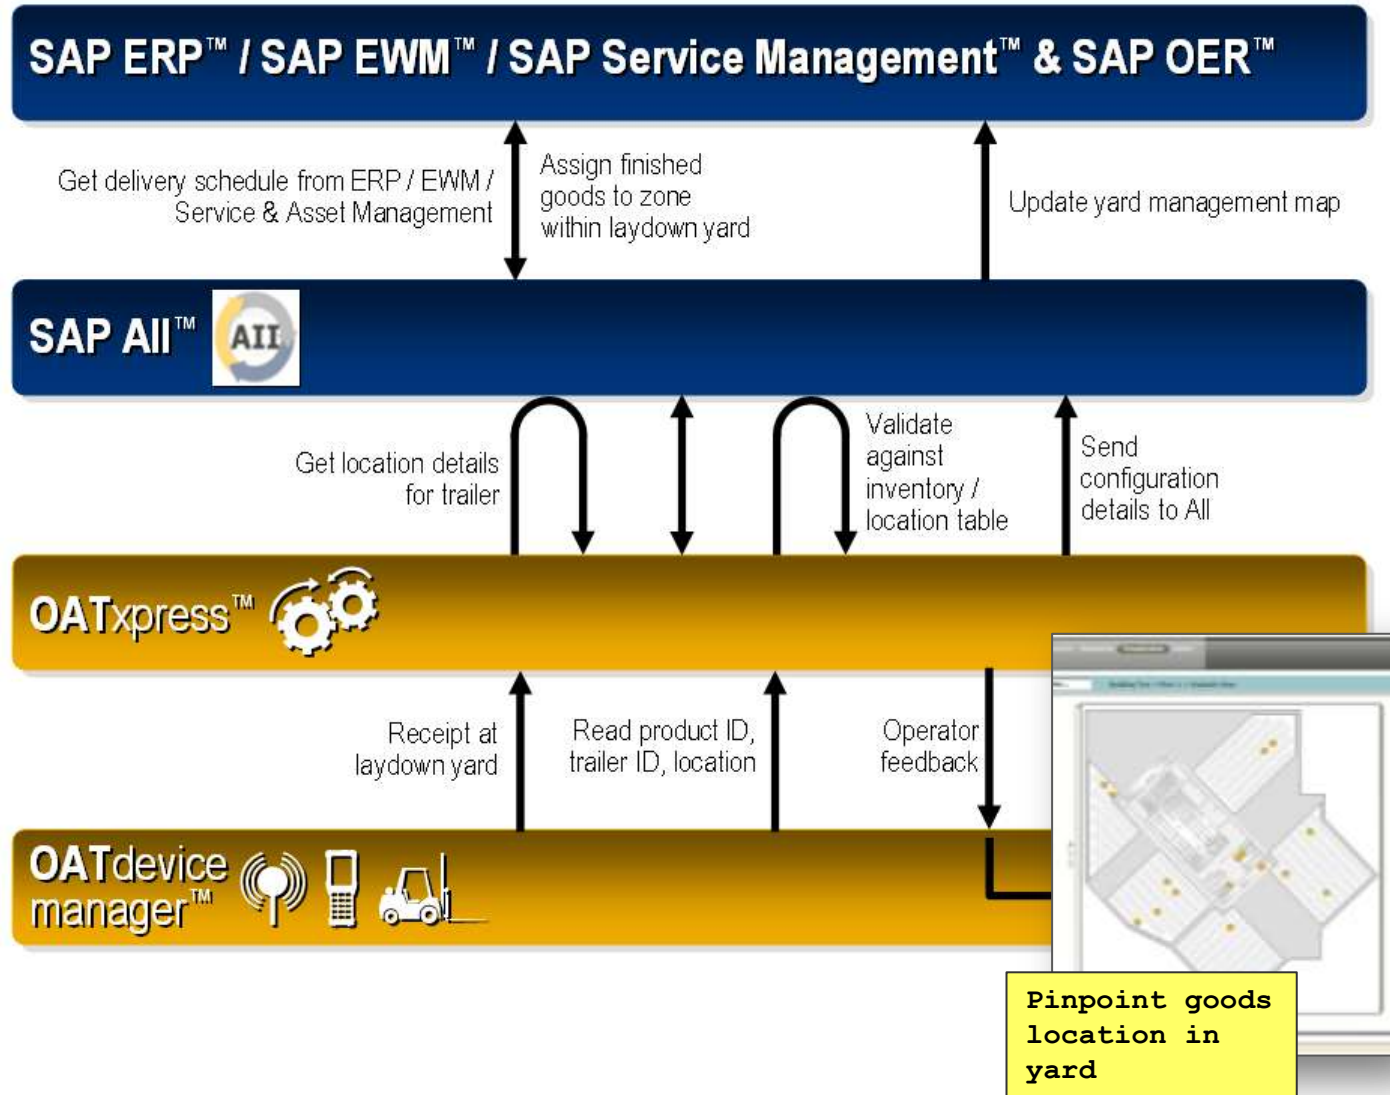 SAP ERP™ / SAP EWM™ / SAP Service Management™ & SAP OER™
Get delivery schedule from ERP / EWM /
Service & Asset Management
Assign finished
goods to zone
within laydown yard
Update yard management map
SAP AII™
AII
Get location details
for trailer
Validate
against
inventory /
location table
Send
configuration
details to AII
OATxpress™
Receipt at
laydown yard
Read product ID,
trailer ID, location
Operator
feedback
OATdevice
manager™
Pinpoint goods
location in
yard